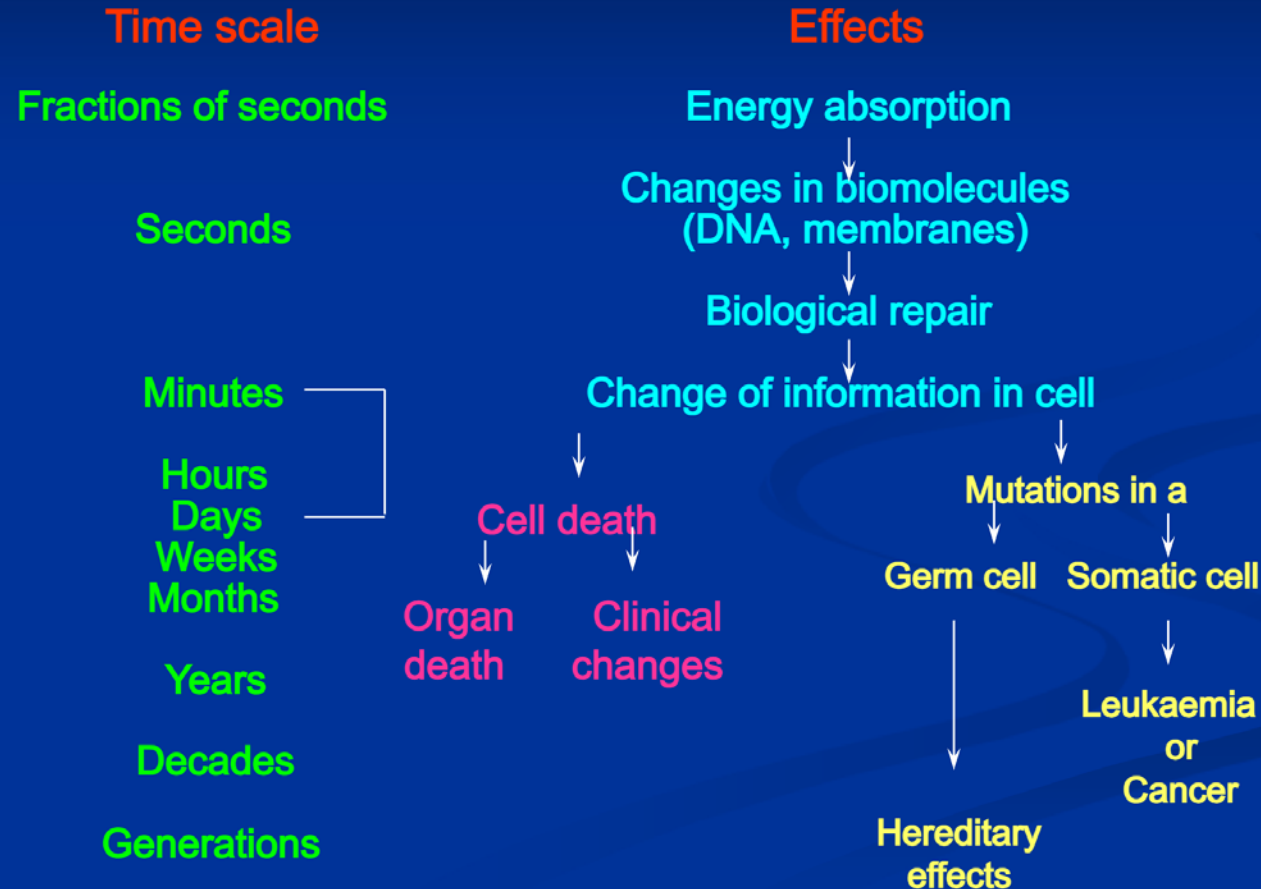 Time scale
Effects
Fractions of seconds
Energy absorption
Changes in biomolecules
Seconds
(DNA, membranes)
Biological repair
Minutes
Change of information in cell
Hours
Mutations in a
Days
Cell death
Weeks
Germ cell
Somatic cell
Months
Organ
death
Clinical
changes
Years
Leukaemia
or
Cancer
Decades
Generations
Hereditary
effects